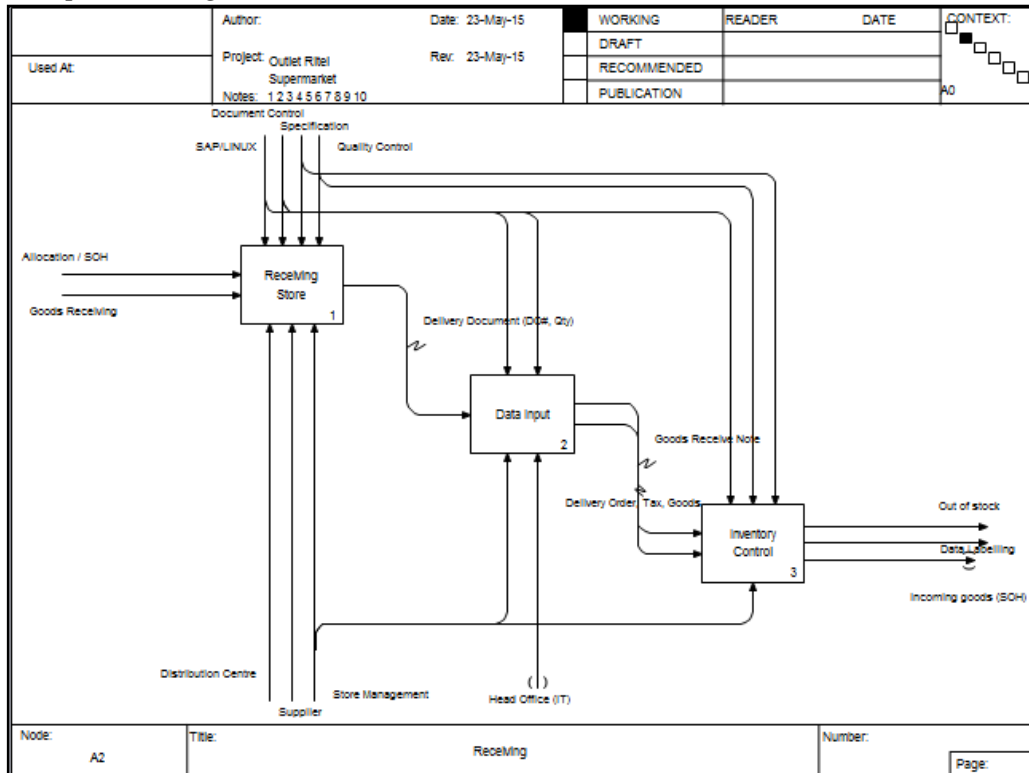 Used At:
Author:
Date: 23-May-15
Project: Outlet Ritel
Supermarket
Rev: 23-May-15
Notes: 1 2 3 4 5 6 7 8 9 10
WORKING
DRAFT
RECOMMENDED
PUBLICATION
READER
DATE
CONTEXT:
A0
Document Control
Specification
SAP/LINUX
Quality Control
Allocation / SOH
Goods Receiving
Receiving
Store
1
Delivery Document (DO#, Qty)
Data Input
2
Goods Receive Note
Delivery Order, Tax, Goods
Inventory
Control
3
Out of stock
Data Labelling
Incoming goods (SOH)
Distribution Centre
Supplier
Store Management
Head Office (IT)
Node:
A2
Title:
Receiving
Number:
Page: